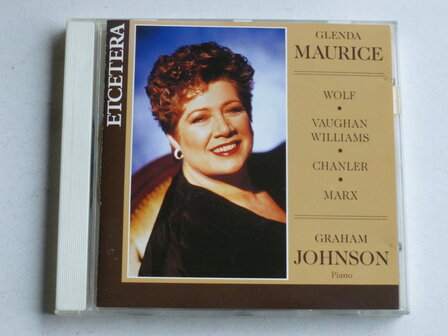 ETCETERA
GLENDA
MAURICE
WOLF
•
VAUGHAN
WILLIAMS
•
CHANLER
•
MARX
GRAHAM
JOHNSON
Piano